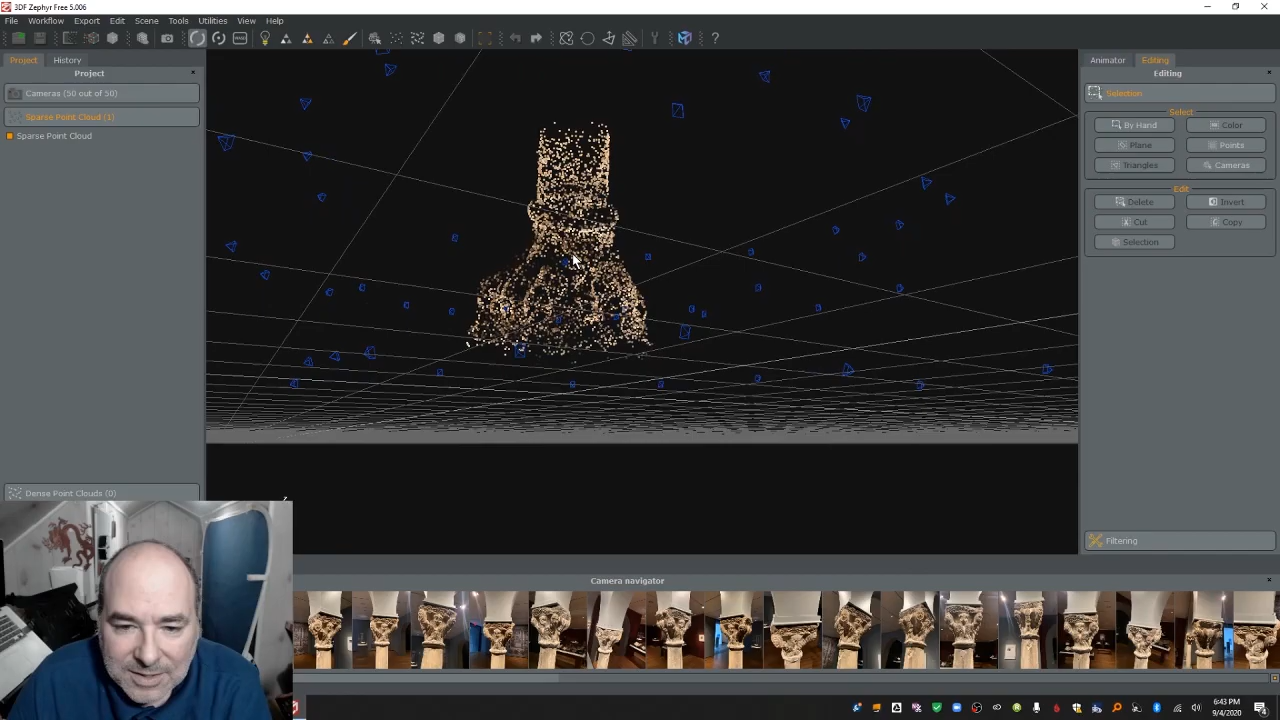 3DF Zephyr Free 5.006
File Workflow Export Edit Scene Tools Utilities View Help
Project History
Project
Cameras (50 out of 50)
Sparse Point Cloud (1)
Sparse Point Cloud
Dense Point Clouds (0)
Animator Editing
Editing
Selection
Select
By Hand Color
Plane Points
Triangles Cameras
Edit
Delete Invert
Cut Copy
Selection
Filtering
Camera navigator
6:43 PM
9/4/2020